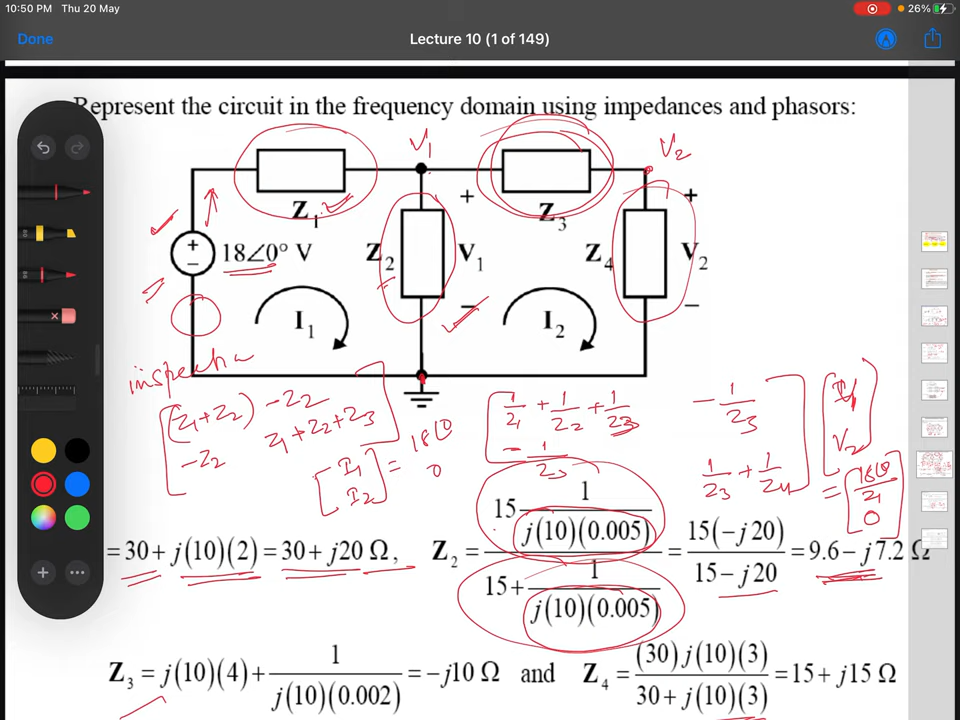 10:50 PM Thu 20 May 26%
Done Lecture 10 (1 of 149)
Represent the circuit in the frequency domain using impedances and phasors:
V₁ V₂
Z₁ Z₃
+ +
+ − 18∠0° V Z₂ V₁ Z₄ V₂
− −
I₁ I₂
[(Z₁+Z₂) −Z₂
−Z₂ Z₁+Z₂+Z₃]
[I₁
I₂] = 18∠0
0
[1/Z₁ + 1/Z₂ + 1/Z₃ −1/Z₃
−1/Z₃ 1/Z₃ + 1/Z₄] [V₁
V₂]
= [18∠0/Z₁
0]
= 30 + j(10)(2) = 30 + j20 Ω, Z₂ = (15 1/(j(10)(0.005)))/(15 + 1/(j(10)(0.005))) = 15(−j20)/(15 − j20) = 9.6 − j7.2 Ω
Z₃ = j(10)(4) + 1/(j(10)(0.002)) = −j10 Ω and Z₄ = (30)j(10)(3)/(30 + j(10)(3)) = 15 + j15 Ω